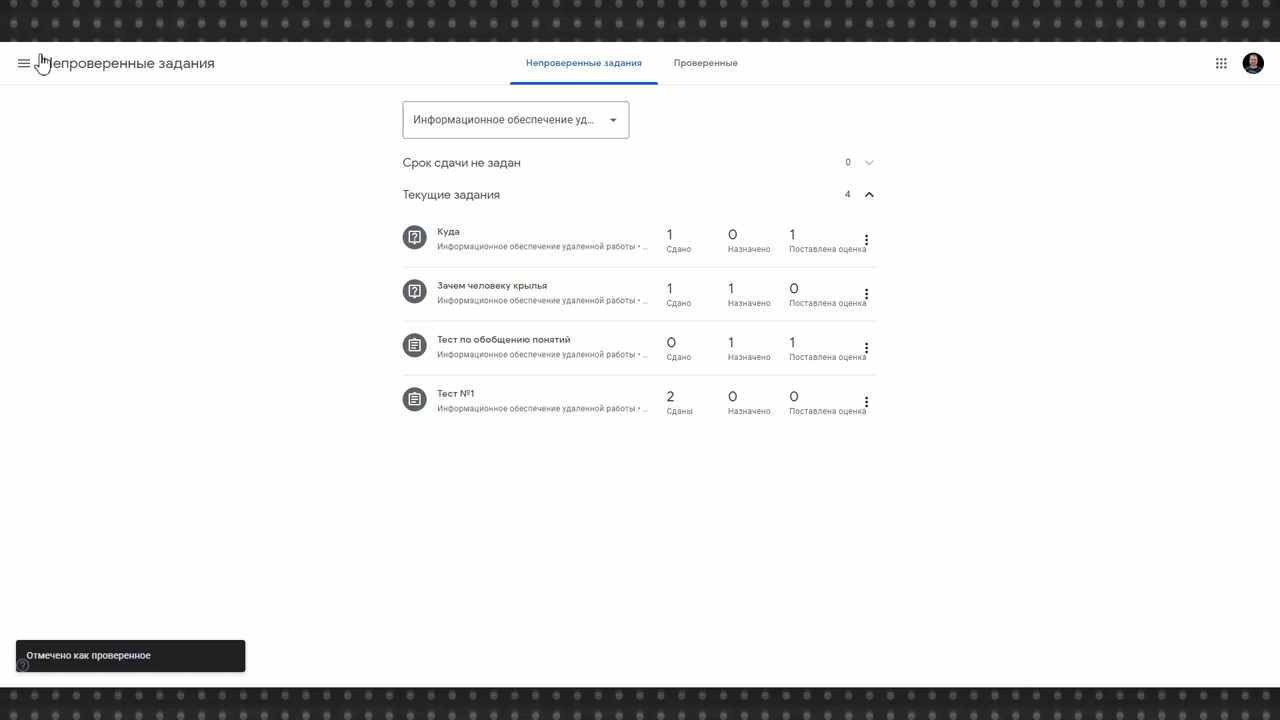 Непроверенные задания
Непроверенные задания
Проверенные
Информационное обеспечение уд...
Срок сдачи не задан
0
Текущие задания
4
Куда
Информационное обеспечение удаленной работы • ...
1
Сдано
0
Назначено
1
Поставлена оценка
Зачем человеку крылья
Информационное обеспечение удаленной работы • ...
1
Сдано
1
Назначено
0
Поставлена оценка
Тест по обобщению понятий
Информационное обеспечение удаленной работы • ...
0
Сдано
1
Назначено
1
Поставлена оценка
Тест №1
Информационное обеспечение удаленной работы • ...
2
Сданы
0
Назначено
0
Поставлена оценка
Отмечено как проверенное